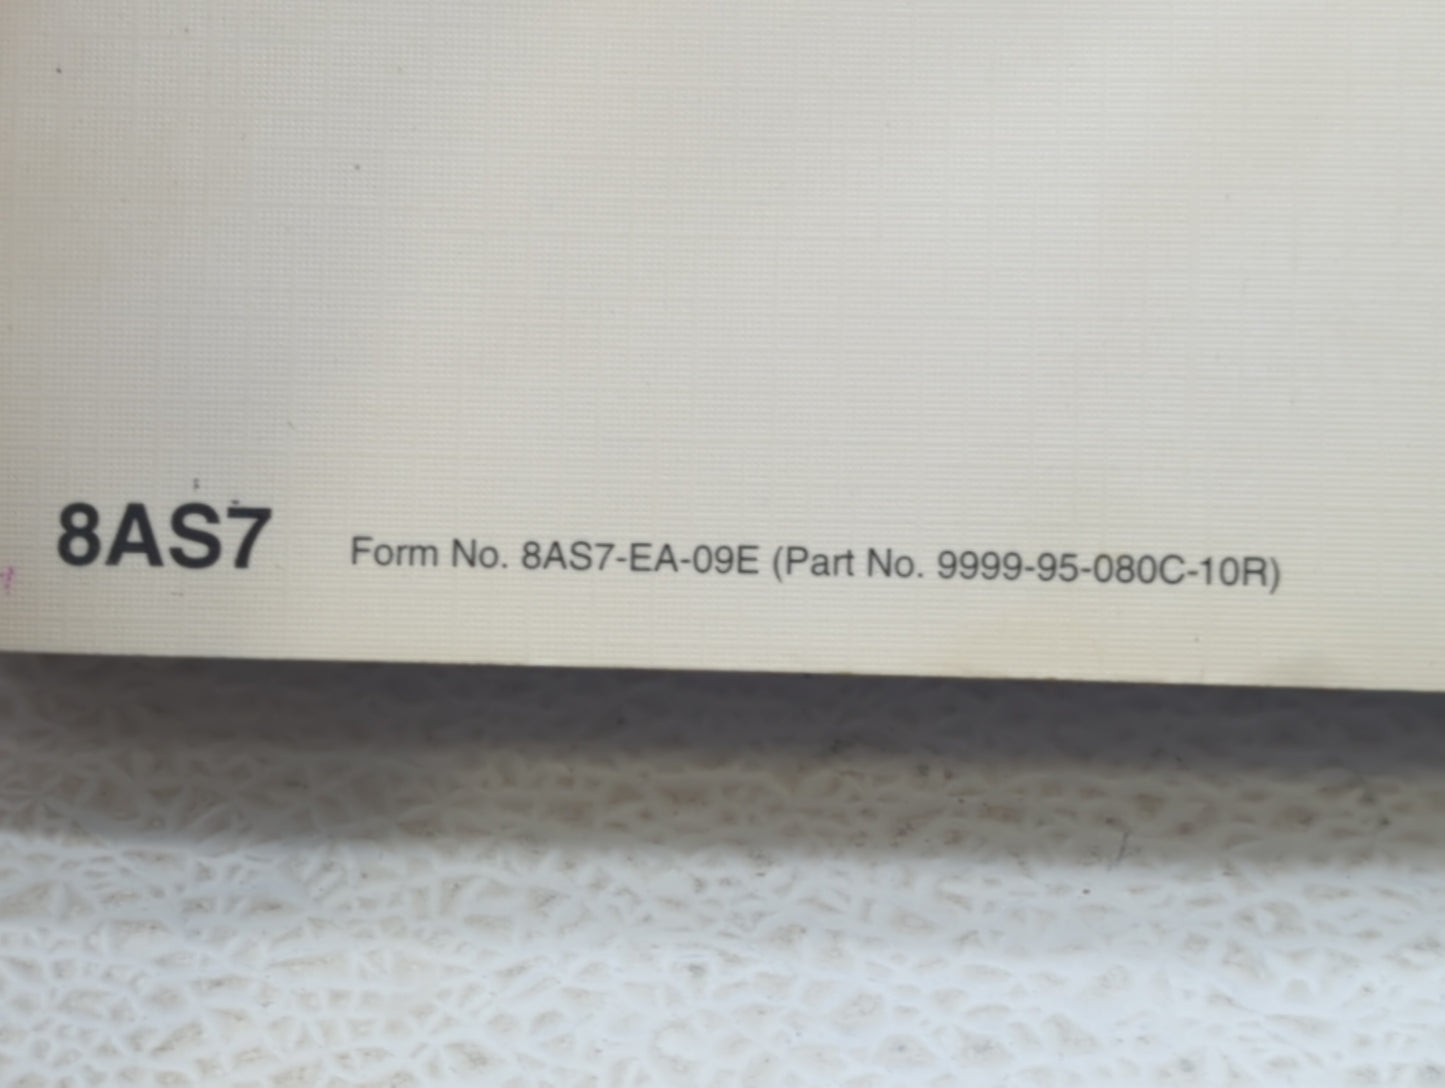 8AS7 Form No. 8AS7-EA-09E (Part No. 9999-95-080C-10R)